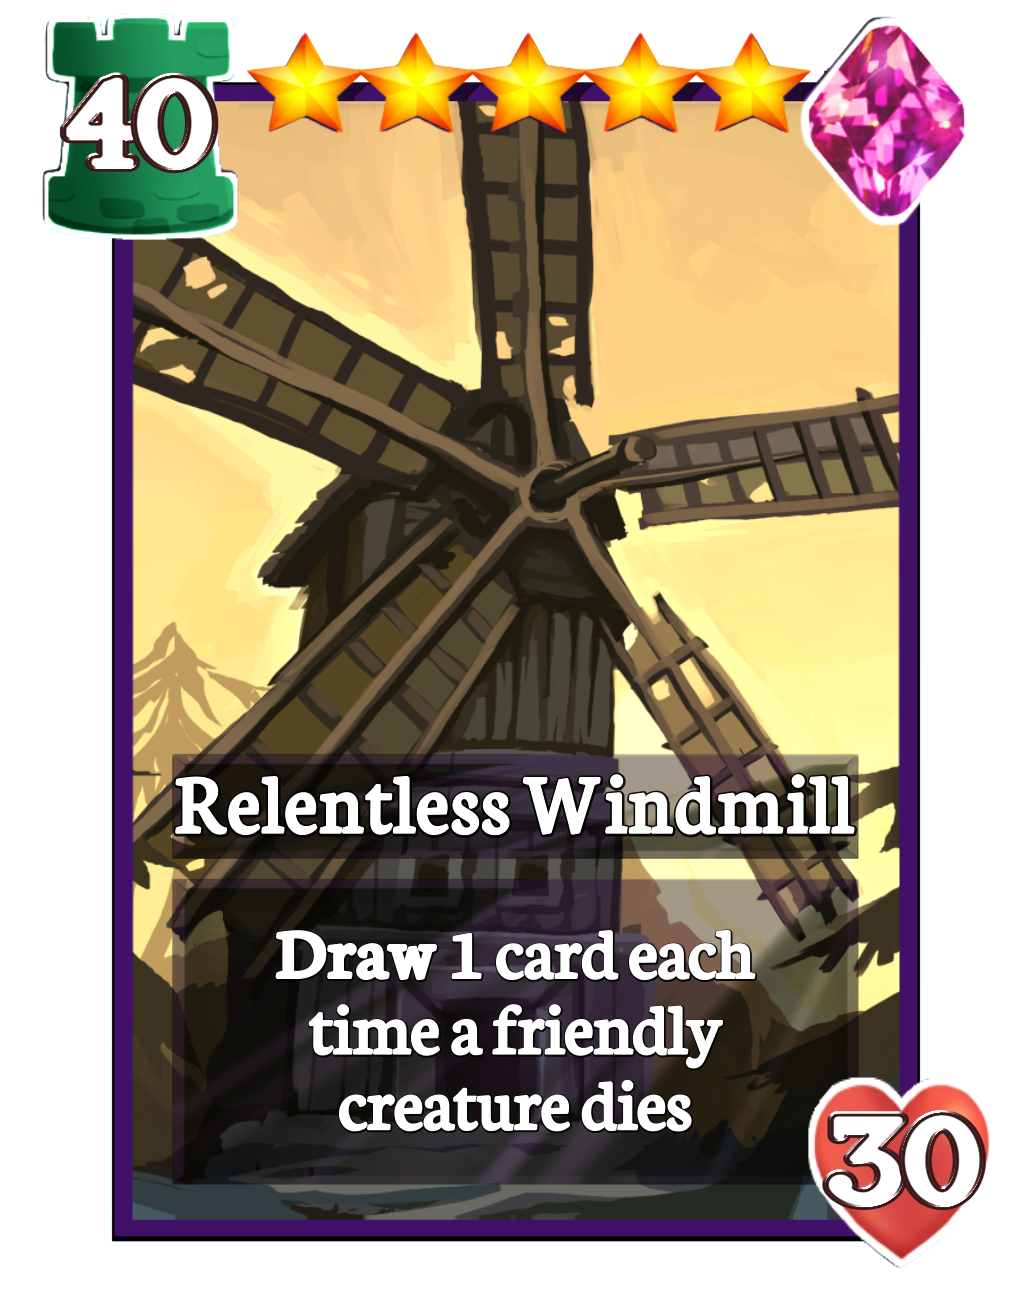 40
Relentless Windmill
Draw 1 card each
time a friendly
creature dies
30